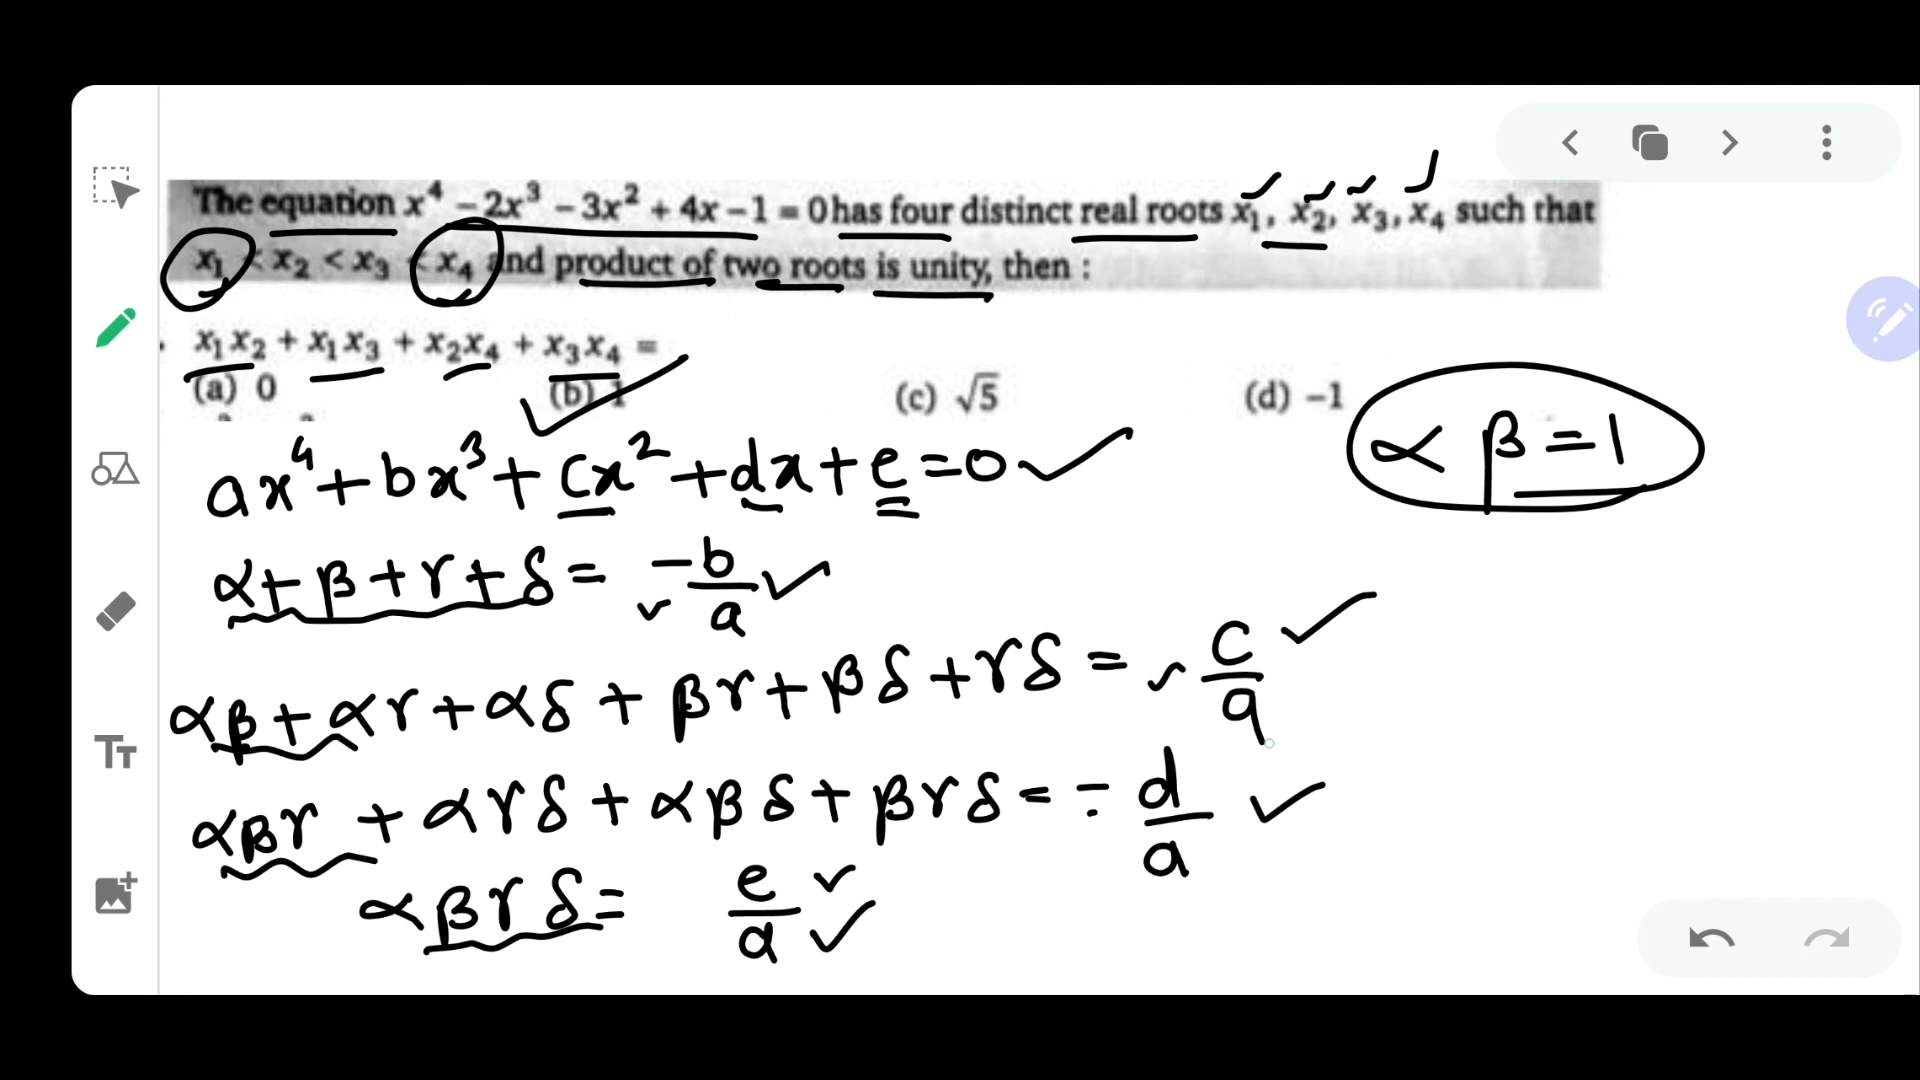 The equation x⁴ − 2x³ − 3x² + 4x − 1 = 0 has four distinct real roots x₁, x₂, x₃, x₄ such that
x₁ < x₂ < x₃ < x₄ and product of two roots is unity, then :
x₁x₂ + x₁x₃ + x₂x₄ + x₃x₄ =
(a) 0 (b) 1 (c) √5 (d) −1
αβ=1
ax⁴+bx³+cx²+dx+e=0
α+β+γ+δ= -b/a
αβ+αγ+αδ+βγ+βδ+γδ= c/a
αβγ+αγδ+αβδ+βγδ=-d/a
αβγδ= e/a
Tт